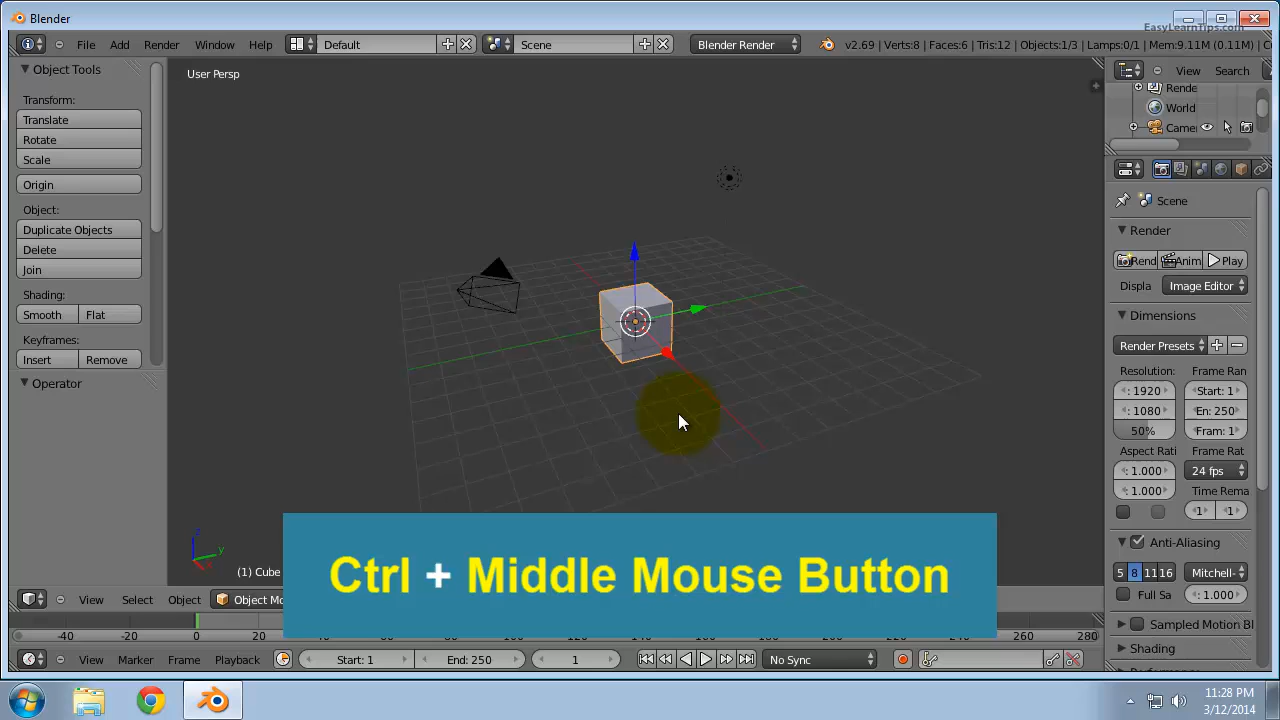 Blender
EasyLearnTips.com
File Add Render Window Help
Default
Scene
Blender Render
v2.69 | Verts:8 | Faces:6 | Tris:12 | Objects:1/3 | Lamps:0/1 | Mem:9.11M (0.11M) |
Object Tools
Transform:
Translate
Rotate
Scale
Origin
Object:
Duplicate Objects
Delete
Join
Shading:
Smooth Flat
Keyframes:
Insert Remove
Operator
User Persp
z
y
x
(1) Cube
View Search
Rende
World
Came
Scene
Render
Rend Anim Play
Displa Image Editor
Dimensions
Render Presets
Resolution: Frame Ran
: 1920 Start: 1
: 1080 En: 250
50% Fram: 1
Aspect Rati Frame Rat
: 1.000 24 fps
: 1.000 Time Rema
: 1 : 1
Anti-Aliasing
5 8 11 16 Mitchell-
Full Sa : 1.000
Sampled Motion Bl
Shading
Ctrl + Middle Mouse Button
View Select Object Object Mo
-40 -20 0 20 260 280
View Marker Frame Playback Start: 1 End: 250 1 No Sync
11:28 PM
3/12/2014